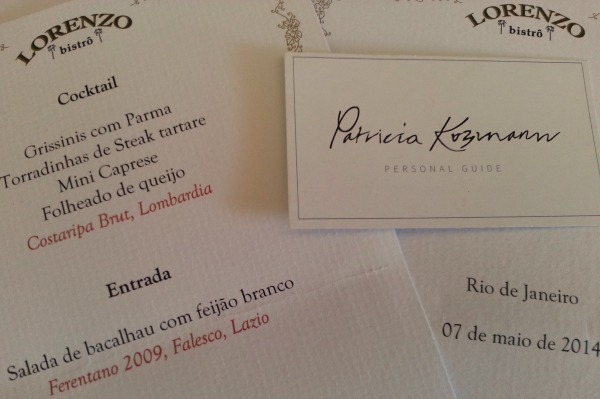 LORENZO
bistrô
Cocktail
Grissinis com Parma
Torradinhas de Steak tartare
Mini Caprese
Folheado de queijo
Costaripa Brut, Lombardia
Entrada
Salada de bacalhau com feijão branco
Ferentano 2009, Falesco, Lazio
LORENZO
bistrô
Patricia Kozmann
PERSONAL GUIDE
Rio de Janeiro
07 de maio de 2014